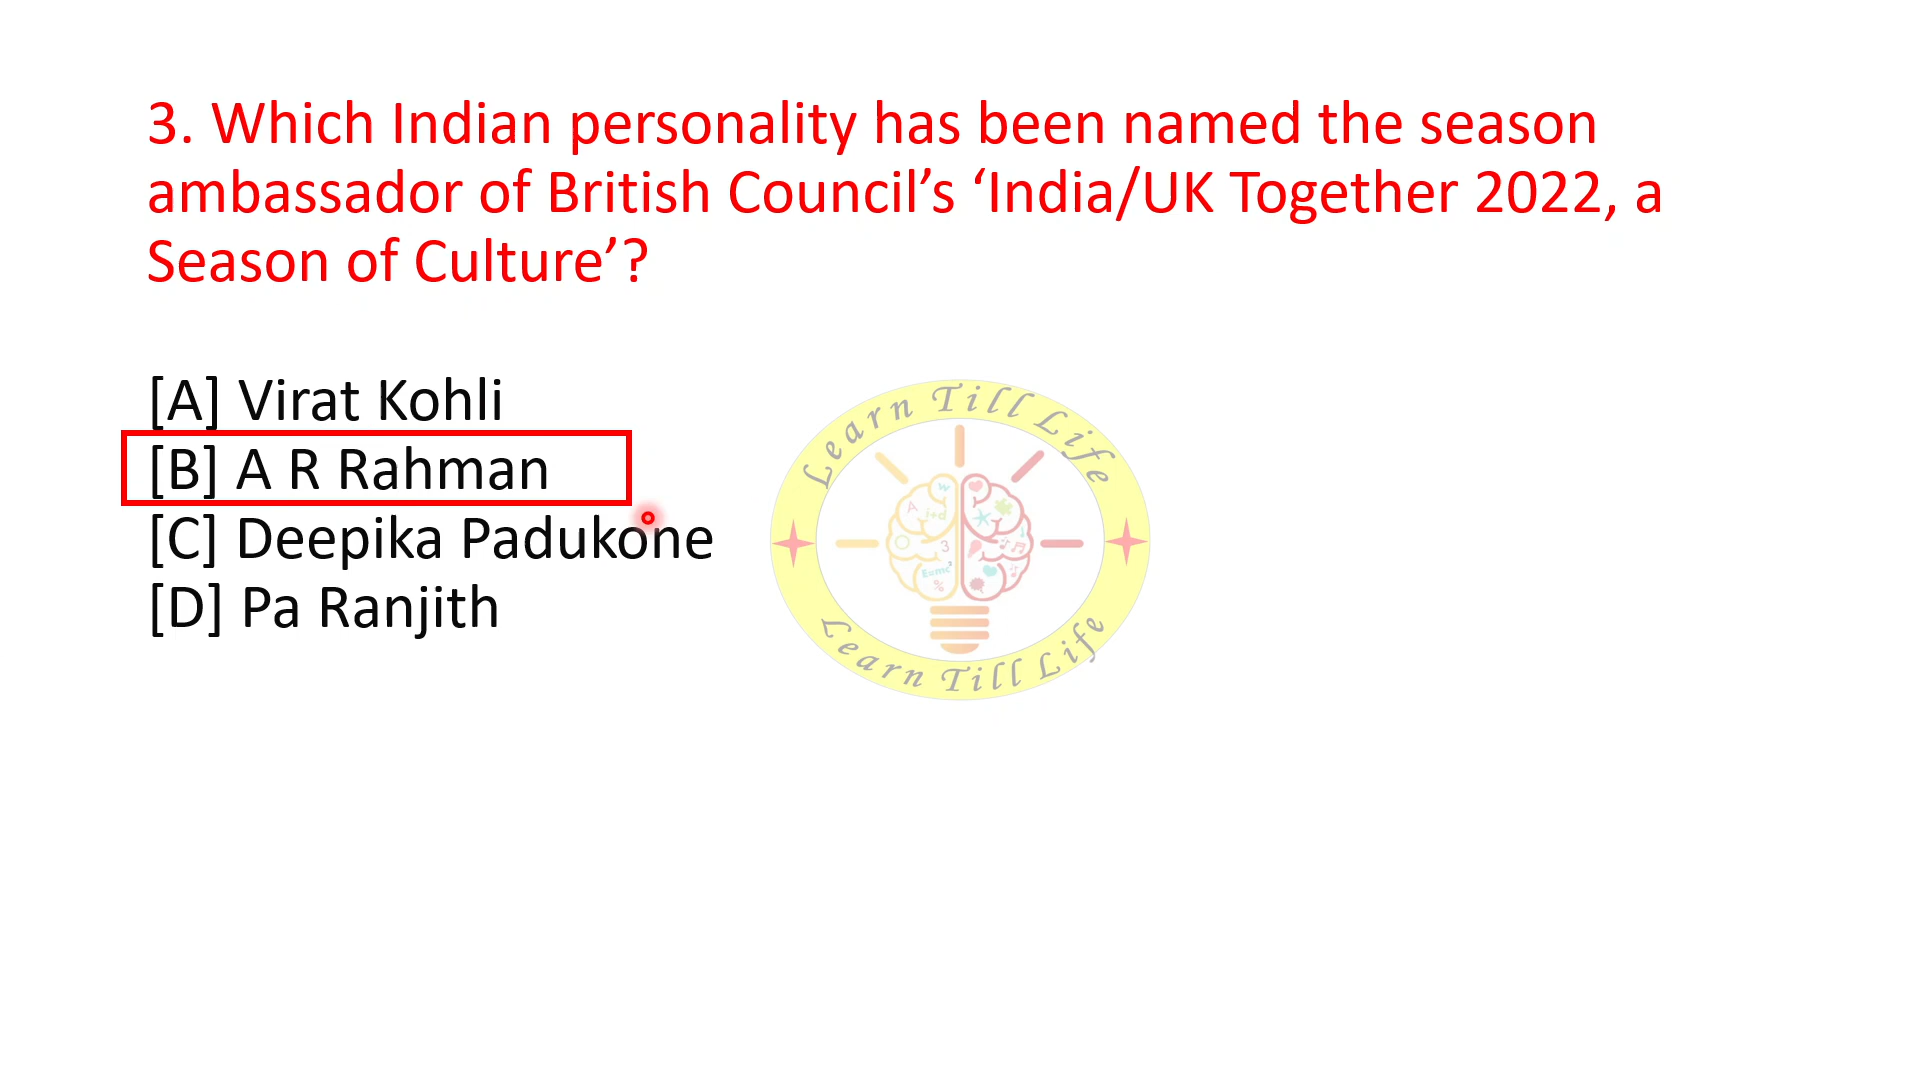 3. Which Indian personality has been named the season
ambassador of British Council’s ‘India/UK Together 2022, a
Season of Culture’?
[A] Virat Kohli
[B] A R Rahman
[C] Deepika Padukone
[D] Pa Ranjith
Learn Till Life
Learn Till Life